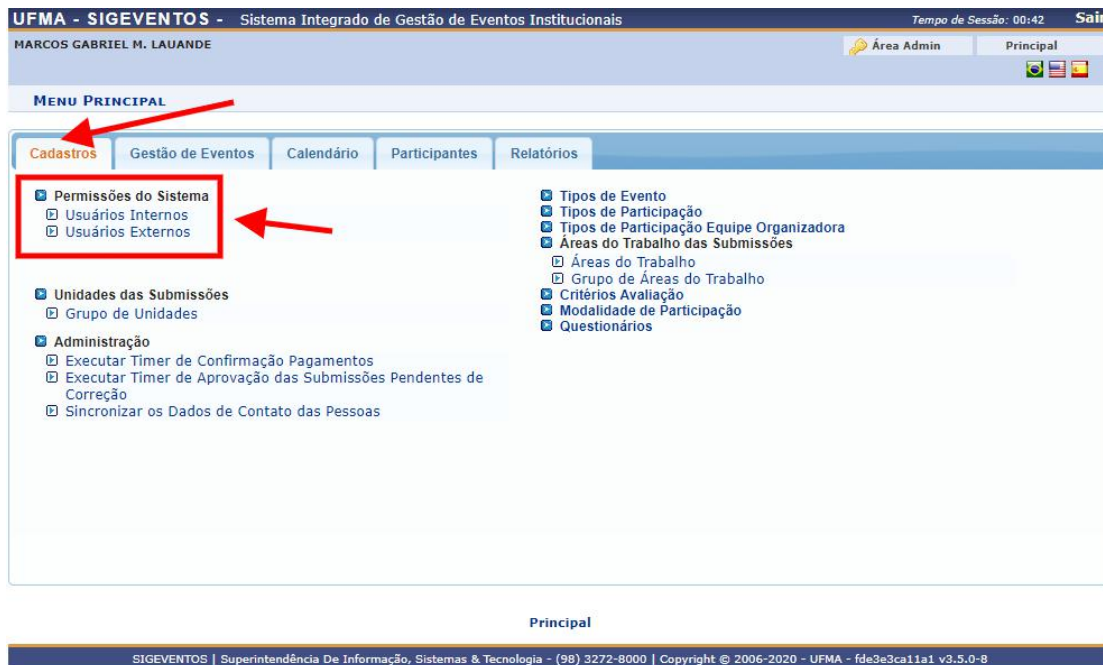 UFMA - SIGEVENTOS - Sistema Integrado de Gestão de Eventos Institucionais
Tempo de Sessão: 00:42
Sair
MARCOS GABRIEL M. LAUANDE
Área Admin
Principal
MENU PRINCIPAL
Cadastros
Gestão de Eventos
Calendário
Participantes
Relatórios
Permissões do Sistema
Usuários Internos
Usuários Externos
Unidades das Submissões
Grupo de Unidades
Administração
Executar Timer de Confirmação Pagamentos
Executar Timer de Aprovação das Submissões Pendentes de
Correção
Sincronizar os Dados de Contato das Pessoas
Tipos de Evento
Tipos de Participação
Tipos de Participação Equipe Organizadora
Áreas do Trabalho das Submissões
Áreas do Trabalho
Grupo de Áreas do Trabalho
Critérios Avaliação
Modalidade de Participação
Questionários
Principal
SIGEVENTOS | Superintendência De Informação, Sistemas & Tecnologia - (98) 3272-8000 | Copyright © 2006-2020 - UFMA - fde3e3ca11a1 v3.5.0-8